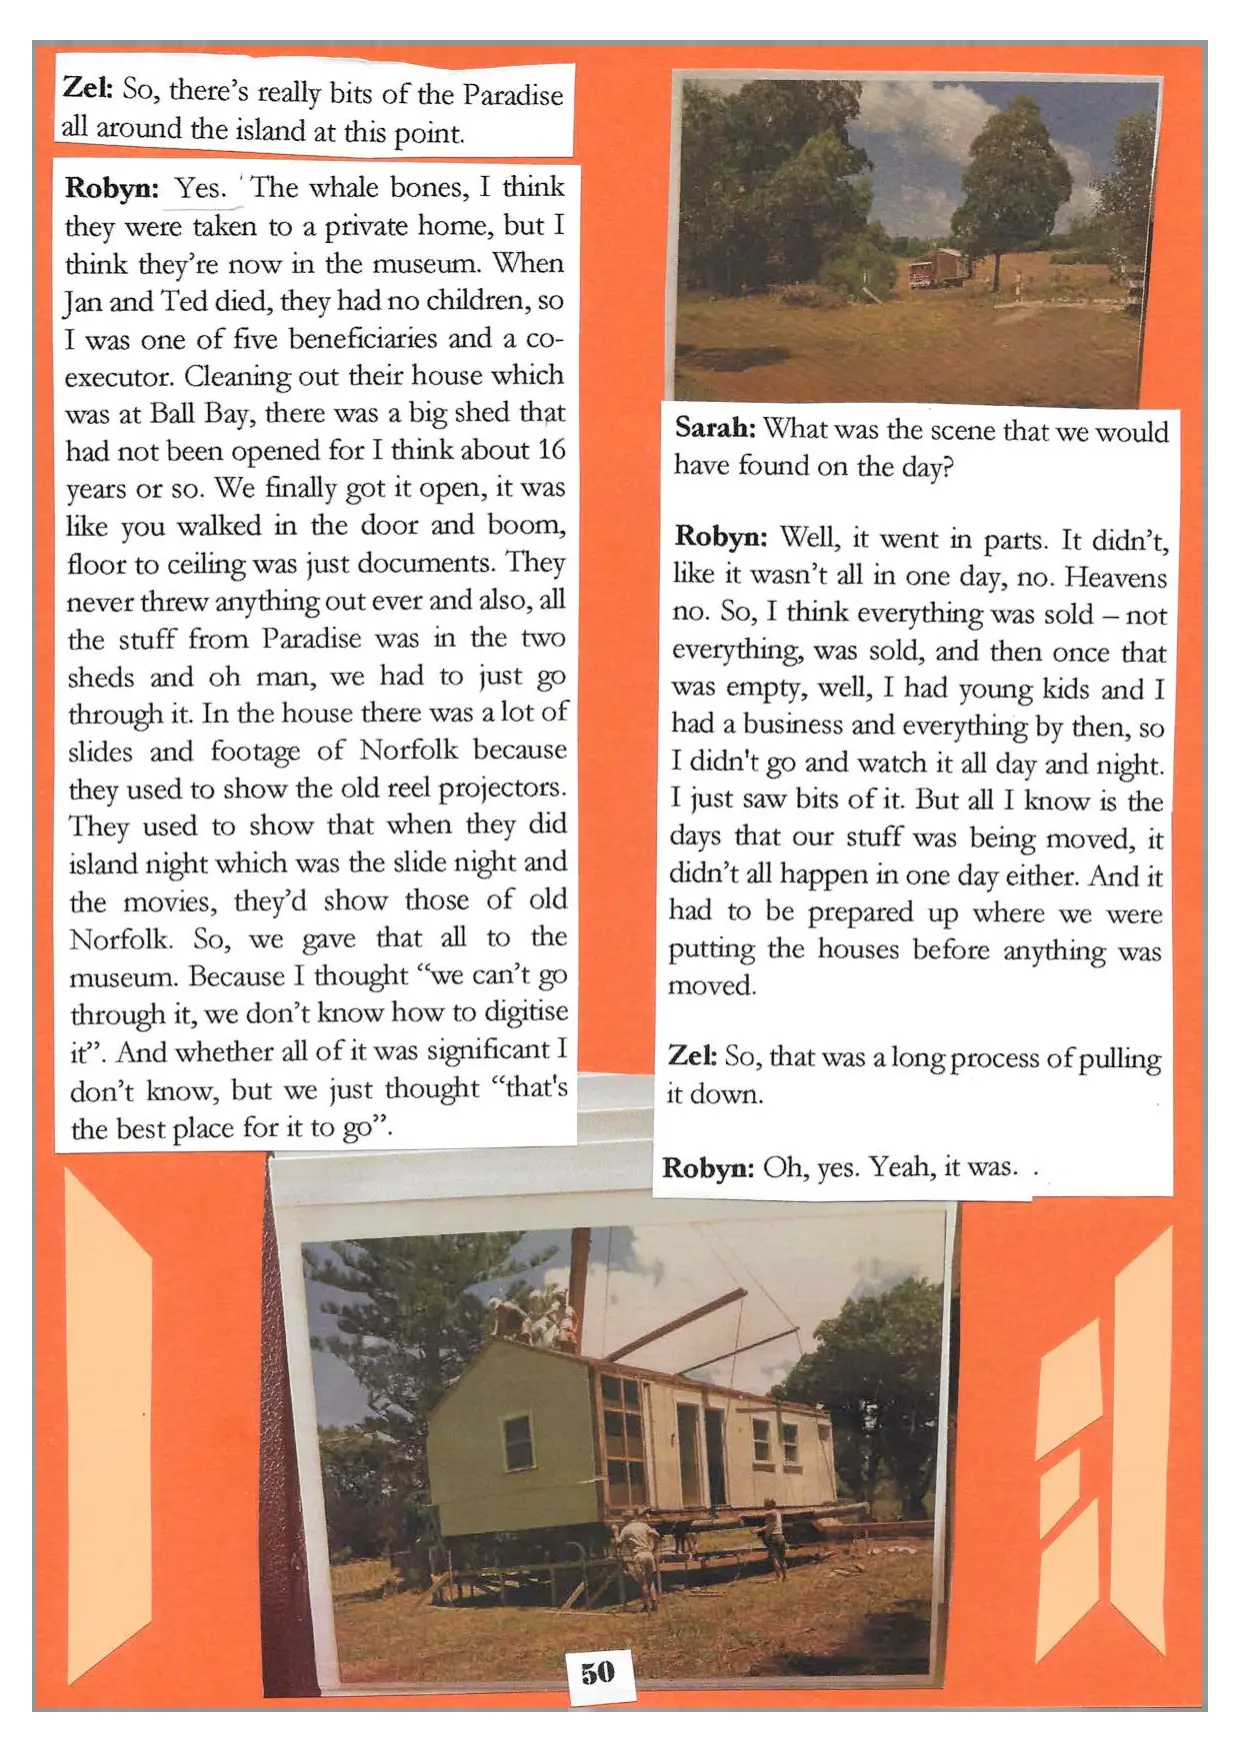 Zel: So, there's really bits of the Paradise
all around the island at this point.
Robyn: Yes. The whale bones, I think
they were taken to a private home, but I
think they're now in the museum. When
Jan and Ted died, they had no children, so
I was one of five beneficiaries and a co-
executor. Cleaning out their house which
was at Ball Bay, there was a big shed that
had not been opened for I think about 16
years or so. We finally got it open, it was
like you walked in the door and boom,
floor to ceiling was just documents. They
never threw anything out ever and also, all
the stuff from Paradise was in the two
sheds and oh man, we had to just go
through it. In the house there was a lot of
slides and footage of Norfolk because
they used to show the old reel projectors.
They used to show that when they did
island night which was the slide night and
the movies, they'd show those of old
Norfolk. So, we gave that all to the
museum. Because I thought “we can't go
through it, we don't know how to digitise
it”. And whether all of it was significant I
don't know, but we just thought “that's
the best place for it to go”.
Sarah: What was the scene that we would
have found on the day?
Robyn: Well, it went in parts. It didn't,
like it wasn't all in one day, no. Heavens
no. So, I think everything was sold – not
everything, was sold, and then once that
was empty, well, I had young kids and I
had a business and everything by then, so
I didn't go and watch it all day and night.
I just saw bits of it. But all I know is the
days that our stuff was being moved, it
didn't all happen in one day either. And it
had to be prepared up where we were
putting the houses before anything was
moved.
Zel: So, that was a long process of pulling
it down.
Robyn: Oh, yes. Yeah, it was. .
50